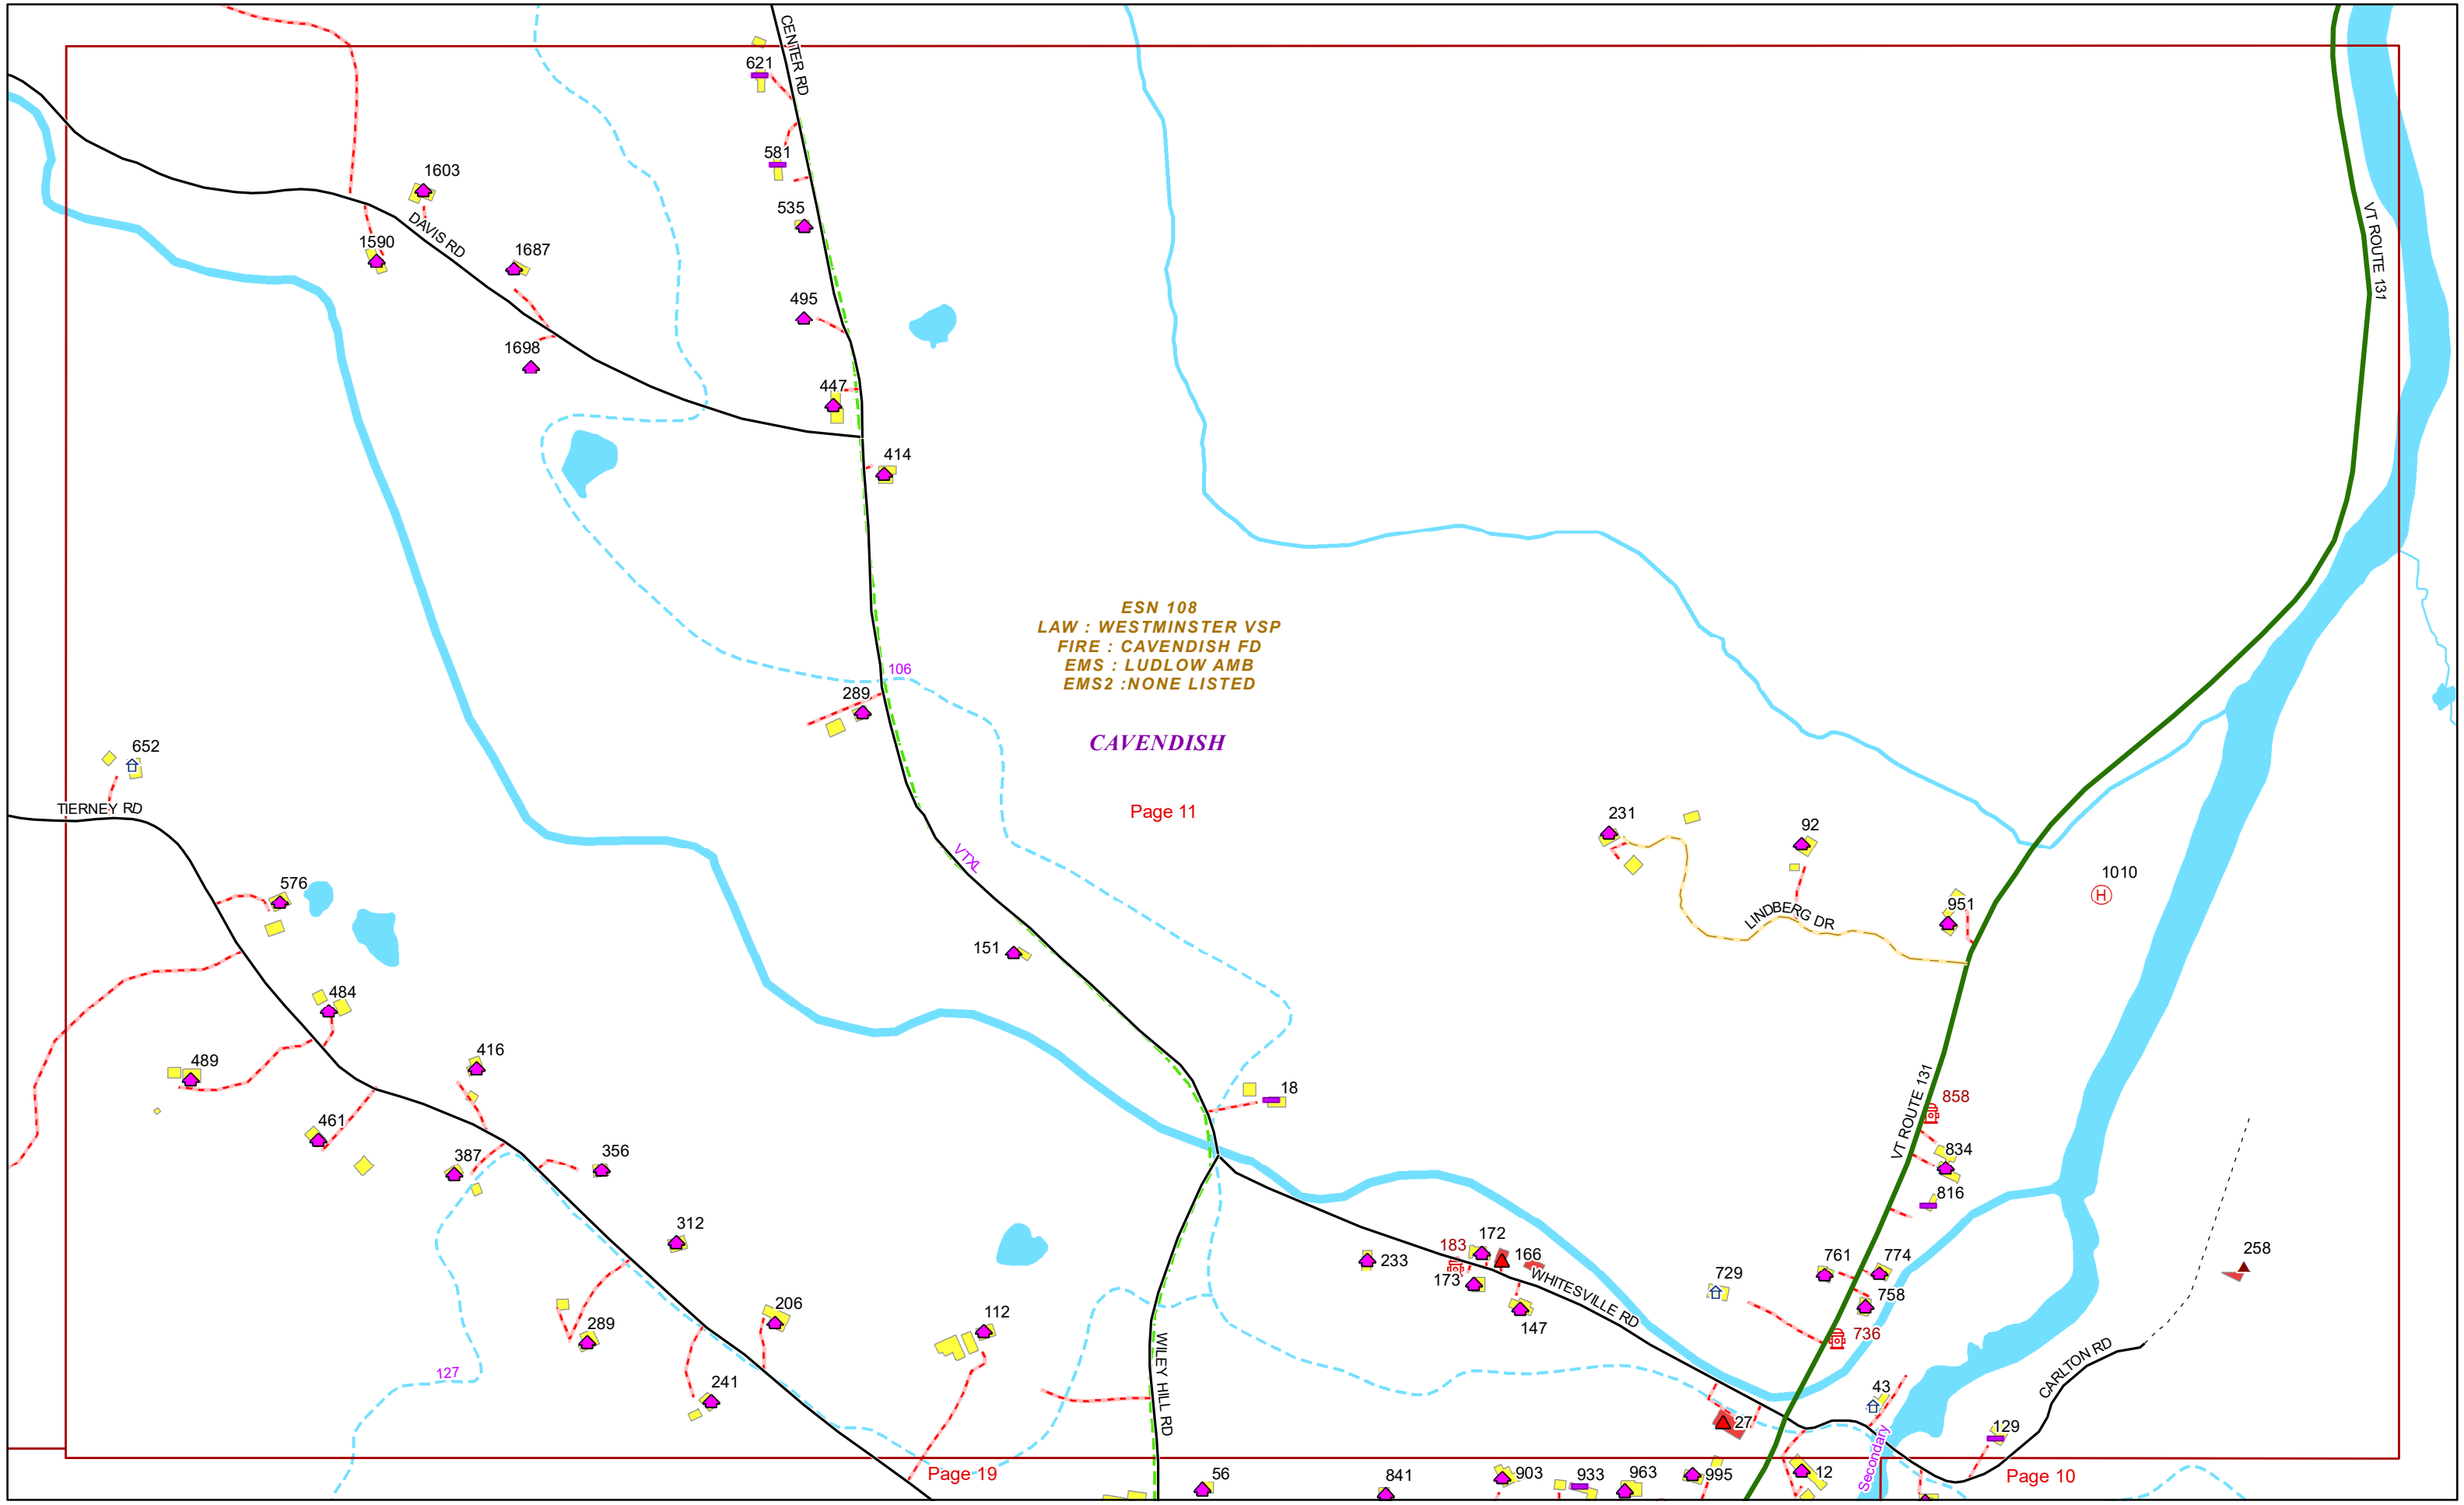 CENTER RD
621
581
1603
VT ROUTE 131
535
DAVIS RD
1590
1687
495
1698
447
414
ESN 108
LAW : WESTMINSTER VSP
FIRE : CAVENDISH FD
EMS : LUDLOW AMB
EMS2 :NONE LISTED
106
289
CAVENDISH
652
TIERNEY RD
Page 11
231
92
VTXL
1010
576
951
LINDBERG DR
151
484
416
489
18
858
461
VT ROUTE 131
834
387
356
816
312
172
183
166
233
173
761
774
258
729
WHITESVILLE RD
758
206
147
289
112
736
WILEY HILL RD
127
241
CARLTON RD
43
27
129
Secondary
Page 19
56
841
903
933
963
995
12
Page 10
H